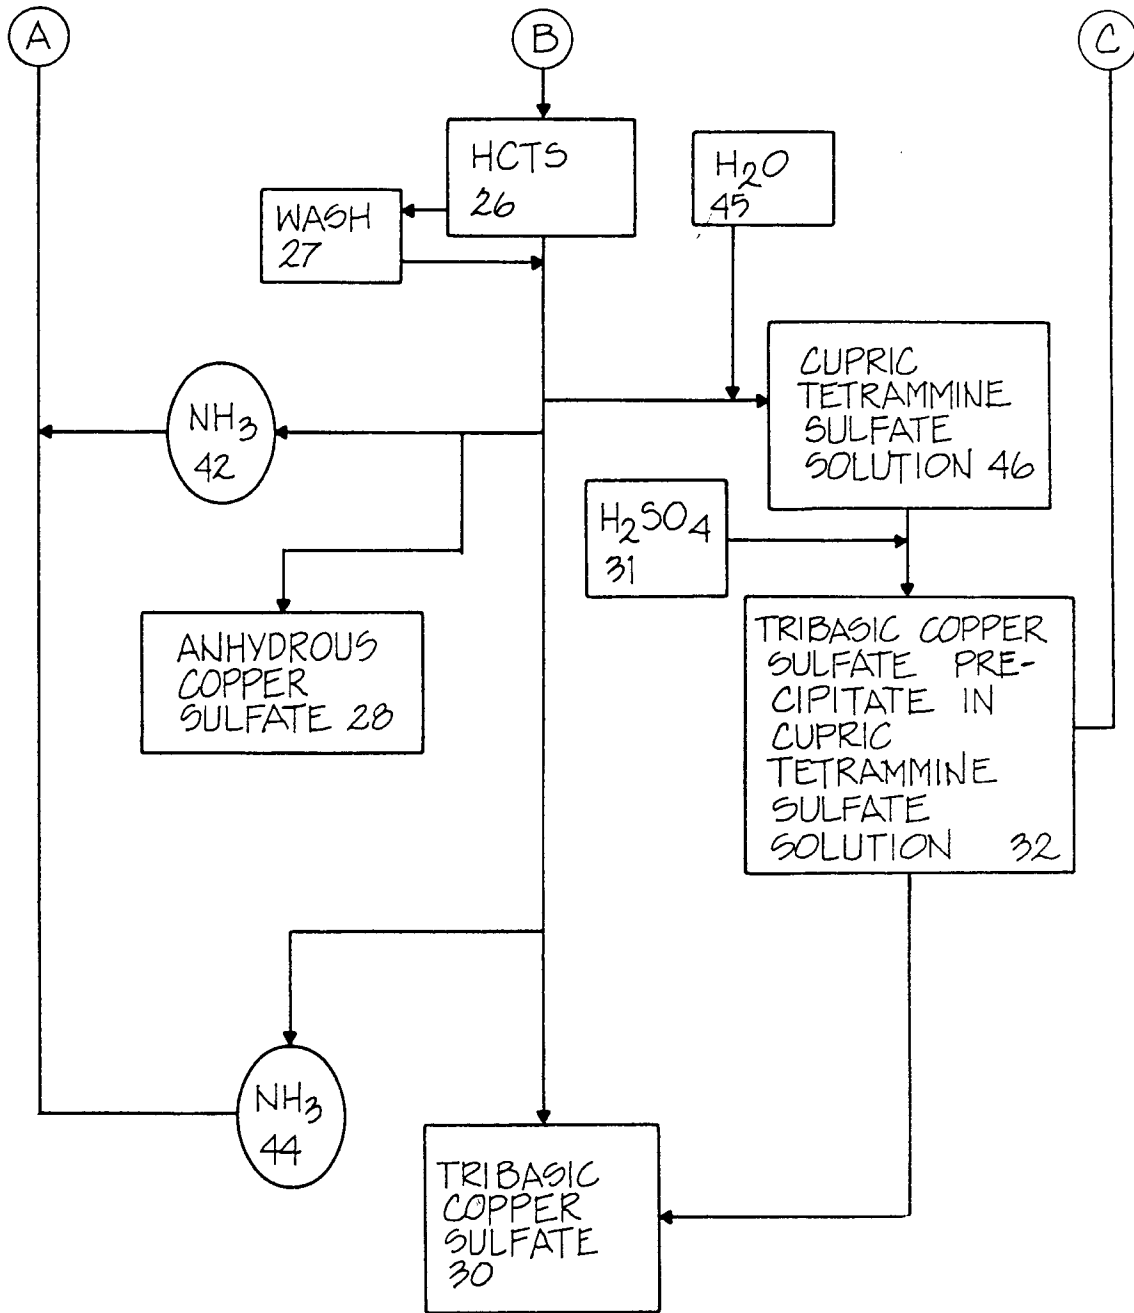 A
B
C
HCTS
26
H2O
45
WASH
27
CUPRIC
TETRAMMINE
SULFATE
SOLUTION 46
NH3
42
H2SO4
31
ANHYDROUS
COPPER
SULFATE 28
TRIBASIC COPPER
SULFATE PRE-
CIPITATE IN
CUPRIC
TETRAMMINE
SULFATE
SOLUTION 32
NH3
44
TRIBASIC
COPPER
SULFATE
30